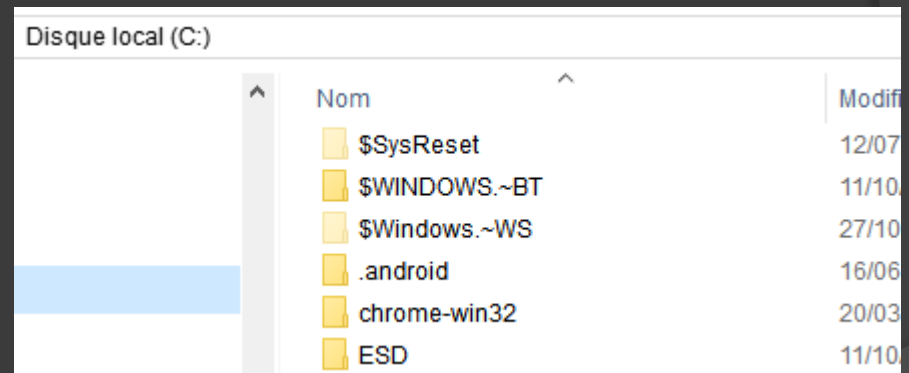 Disque local (C:)
Nom Modifi
$SysReset 12/07
$WINDOWS.~BT 11/10
$Windows.~WS 27/10
.android 16/06
chrome-win32 20/03
ESD 11/10